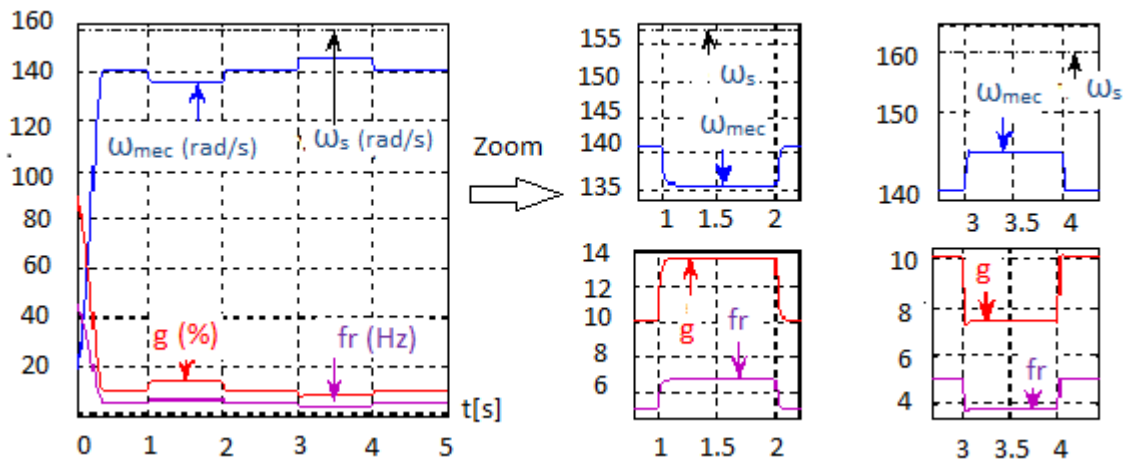 160
140
120
100
80
60
40
20
0 1 2 3 4 5
t[s]
ωmec (rad/s)
ωs (rad/s)
g (%)
fr (Hz)
Zoom
155
150
145
140
135
1 1.5 2
ωs
ωmec
160
150
140
3 3.5 4
ωmec
ωs
14
12
10
8
6
1 1.5 2
g
fr
10
8
6
4
3 3.5 4
g
fr